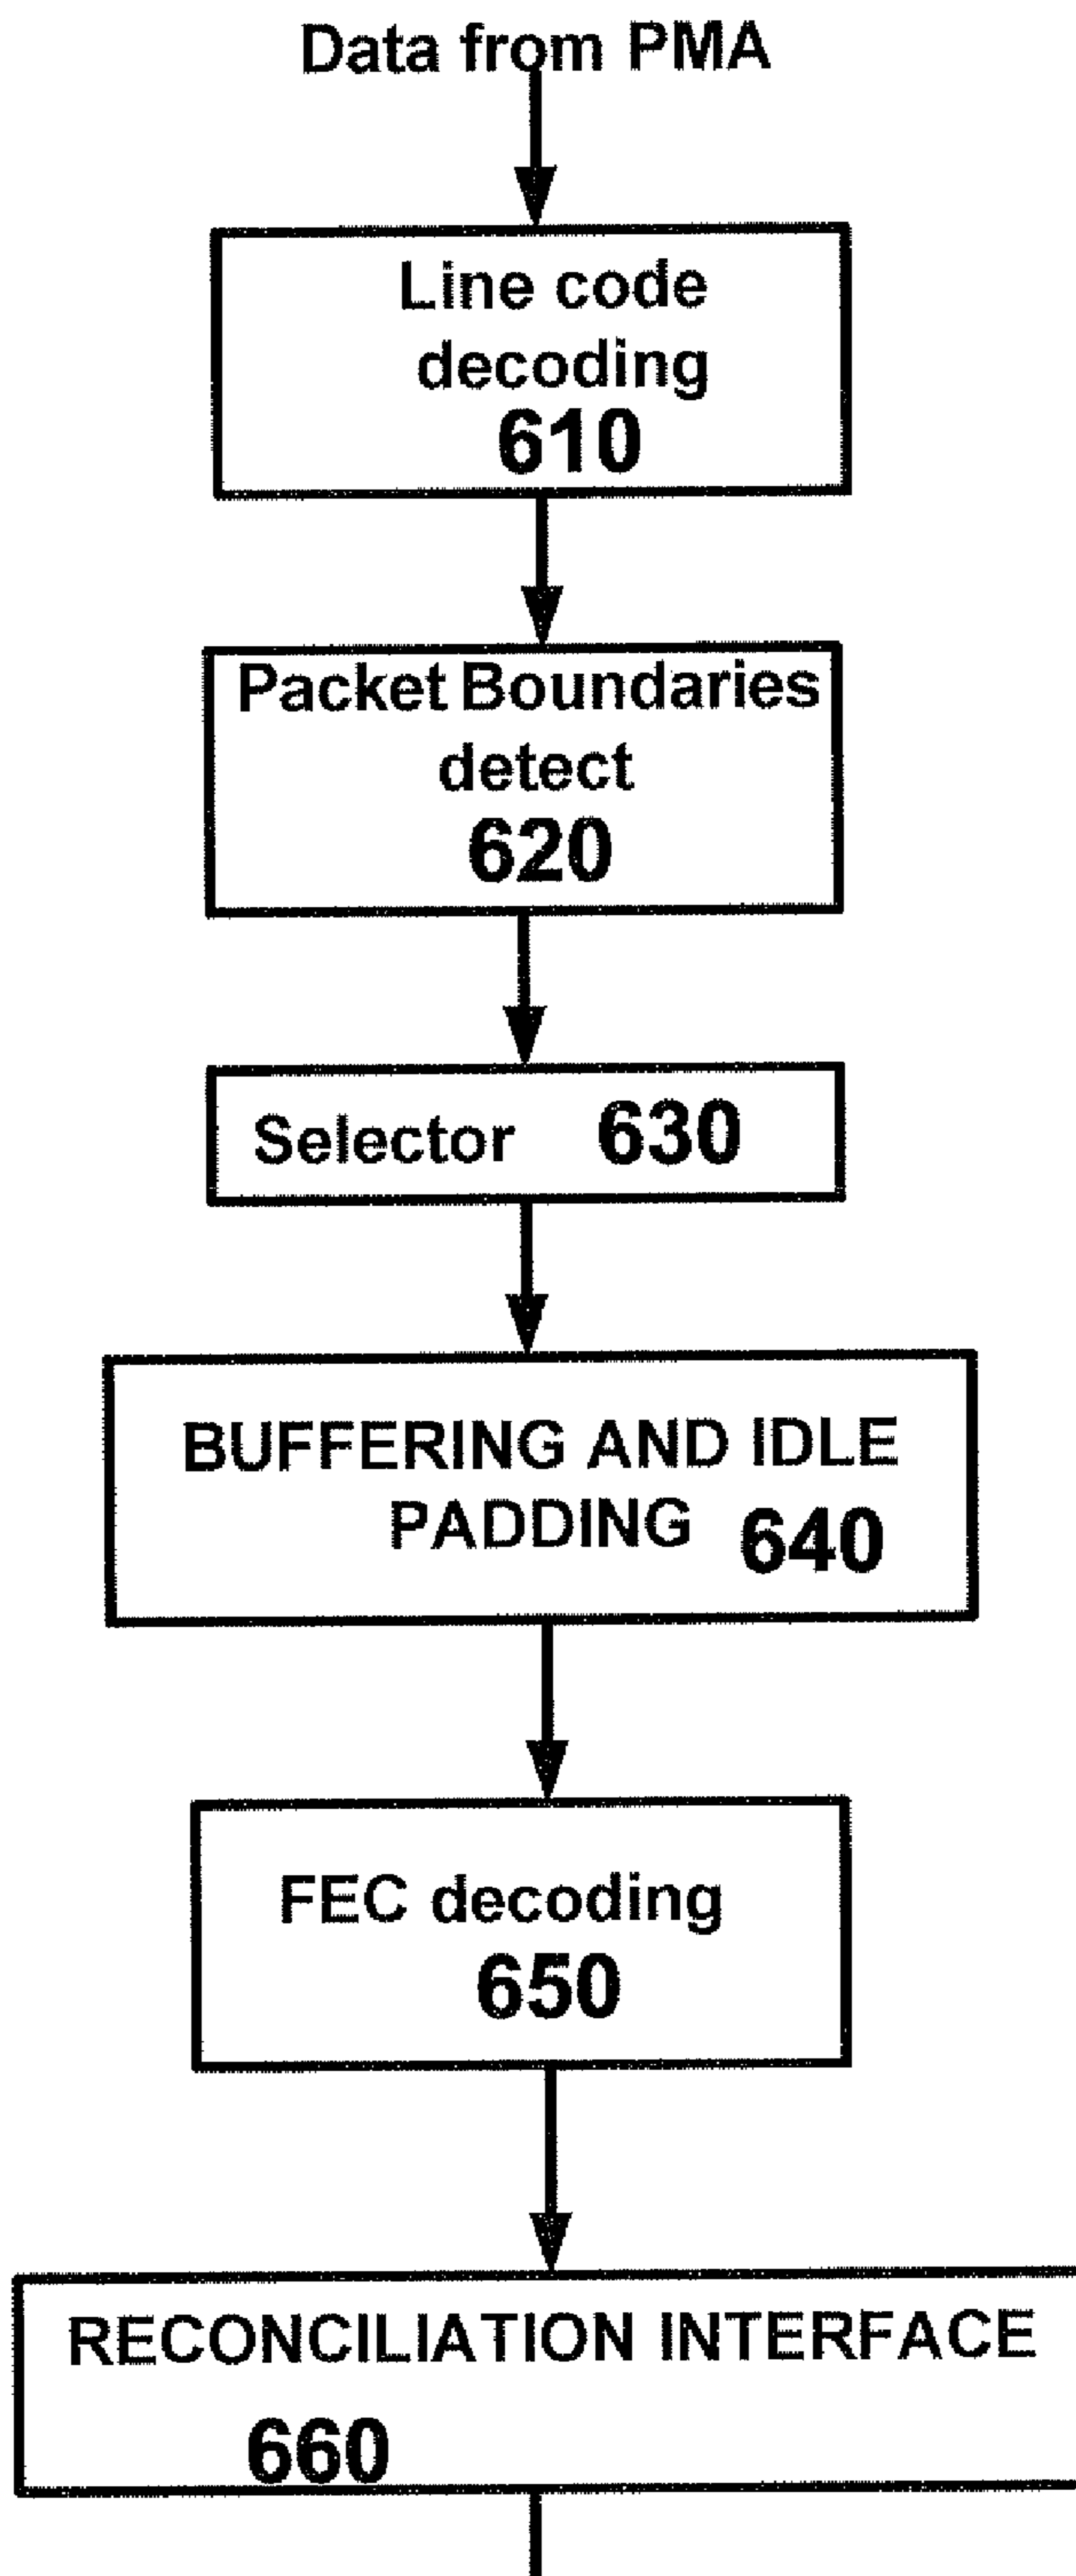 Data from PMA
Line code
decoding
610
Packet Boundaries
detect
620
Selector 630
BUFFERING AND IDLE
PADDING 640
FEC decoding
650
RECONCILIATION INTERFACE
660